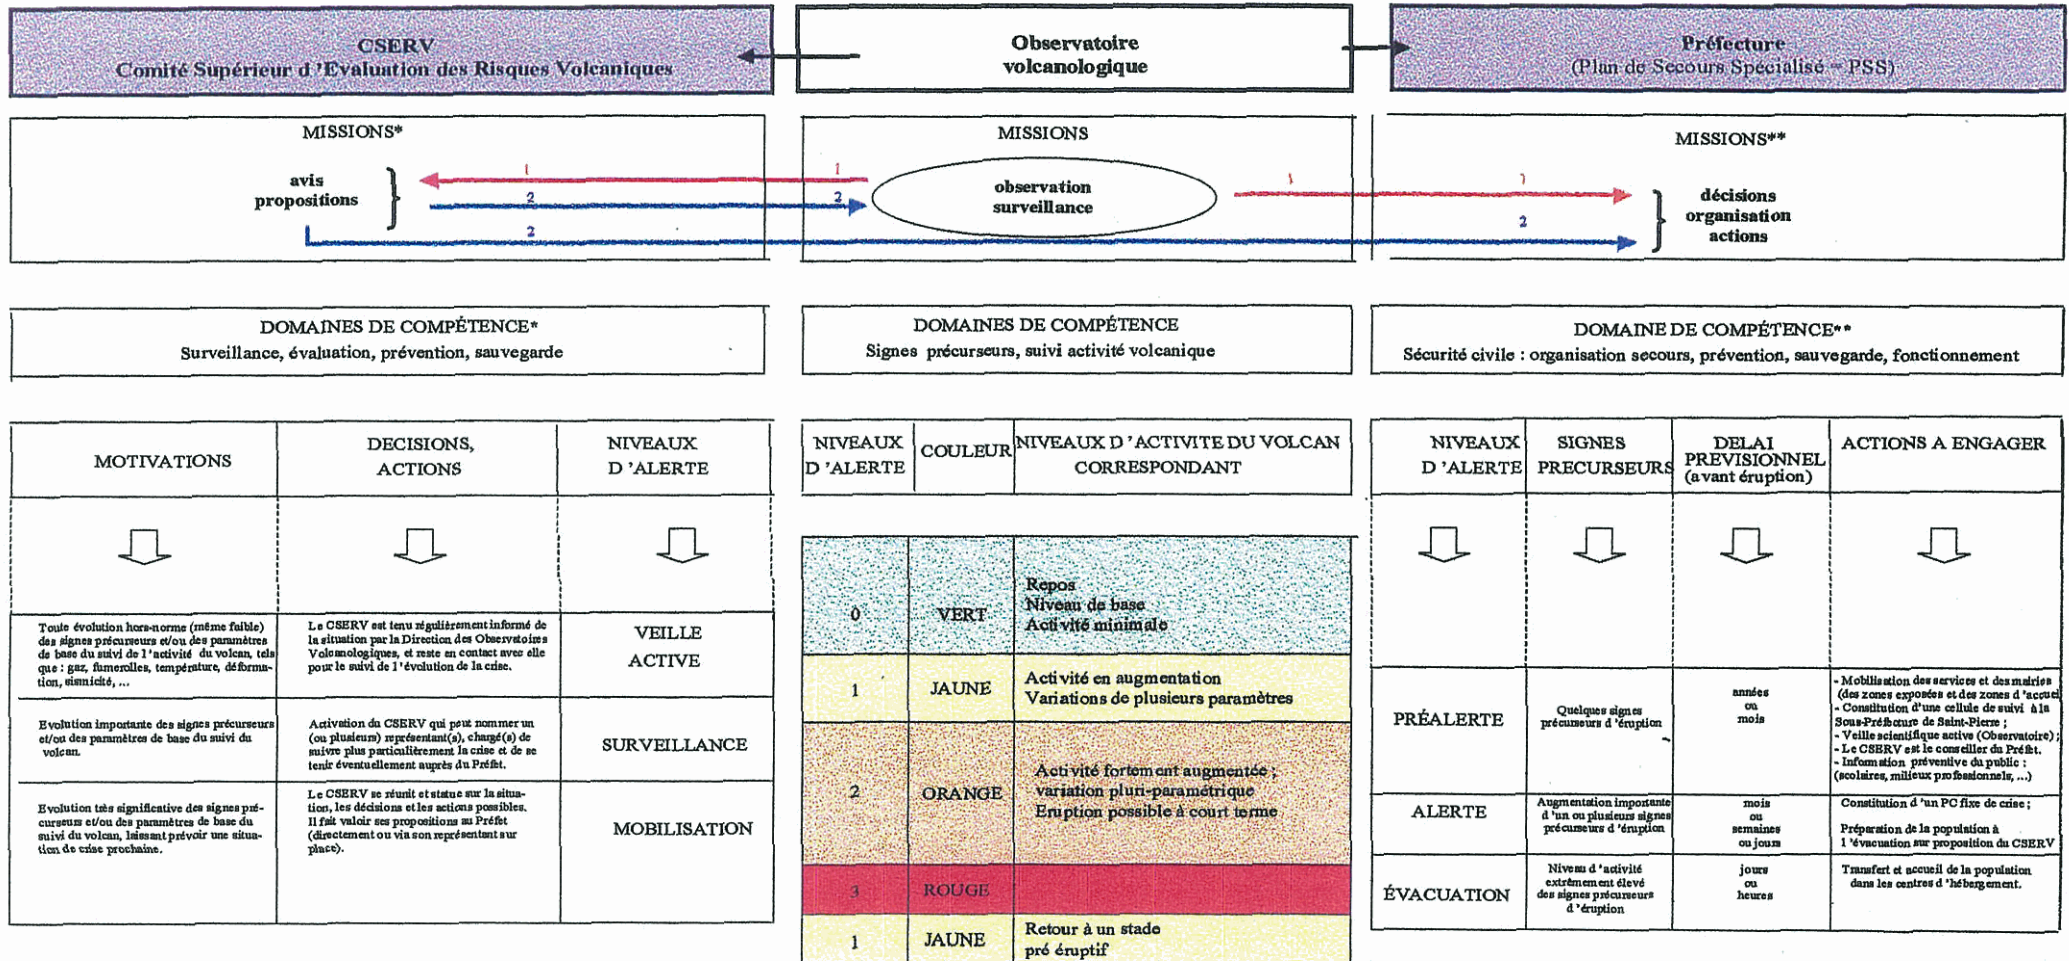 CSERV
Comité Supérieur d 'Evaluation des Risques Volcaniques
Observatoire
volcanologique
Préfecture
(Plan de Secours Spécialisé = PSS)
MISSIONS*
avis
propositions
1
1
2
2
2
MISSIONS
observation
surveillance
MISSIONS**
1
1
2
décisions
organisation
actions
DOMAINES DE COMPÉTENCE*
Surveillance, évaluation, prévention, sauvegarde
DOMAINES DE COMPÉTENCE
Signes précurseurs, suivi activité volcanique
DOMAINE DE COMPÉTENCE**
Sécurité civile : organisation secours, prévention, sauvegarde, fonctionnement
MOTIVATIONS
DECISIONS,
ACTIONS
NIVEAUX
D 'ALERTE
Toute évolution hors-norme (même faible)
des signes précurseurs et/ou des paramètres
de base du suivi de l'activité du volcan, tels
que : gaz, fumerolles, température, déforma-
tion, sismicité, ...
Le CSERV est tenu régulièrement informé de
la situation par la Direction des Observatoires
Volcanologiques, et reste en contact avec elle
pour le suivi de l'évolution de la crise.
VEILLE
ACTIVE
Evolution importante des signes précurseurs
et/ou des paramètres de base du suivi du
volcan.
Activation du CSERV qui peut nommer un
(ou plusieurs) représentant(s), chargé(s) de
suivre plus particulièrement la crise et de se
tenir éventuellement auprès du Préfet.
SURVEILLANCE
Evolution très significative des signes pré-
curseurs et/ou des paramètres de base du
suivi du volcan, laissant prévoir une situa-
tion de crise prochaine.
Le CSERV se réunit et statue sur la situa-
tion, les décisions et les actions possibles.
Il fait valoir ses propositions au Préfet
(directement ou via son représentant sur
place).
MOBILISATION
NIVEAUX
D 'ALERTE
COULEUR
NIVEAUX D 'ACTIVITE DU VOLCAN
CORRESPONDANT
0
VERT
Repos
Niveau de base
Activité minimale
1
JAUNE
Activité en augmentation
Variations de plusieurs paramètres
2
ORANGE
Activité fortement augmentée ;
variation pluri-paramétrique
Eruption possible à court terme
3
ROUGE
1
JAUNE
Retour à un stade
pré éruptif
NIVEAUX
D 'ALERTE
SIGNES
PRECURSEURS
DELAI
PREVISIONNEL
(avant éruption)
ACTIONS A ENGAGER
PRÉALERTE
Quelques signes
précurseurs d 'éruption
années
ou
mois
- Mobilisation des services et des mairies
(des zones exposées et des zones d 'accueil
- Constitution d'une cellule de suivi à la
Sous-Préfecture de Saint-Pierre ;
- Veille scientifique active (Observatoire) ;
- Le CSERV est le conseiller du Préfet.
- Information préventive du public :
(scolaires, milieux professionnels, ...)
ALERTE
Augmentation importante
d 'un ou plusieurs signes
précurseurs d 'éruption
mois
ou
semaines
ou jours
Constitution d 'un PC fixe de crise ;
Préparation de la population à
l 'évacuation sur proposition du CSERV
ÉVACUATION
Niveau d 'activité
extrêmement élevé
des signes précurseurs
d 'éruption
jours
ou
heures
Transfert et accueil de la population
dans les centres d 'hébergement.